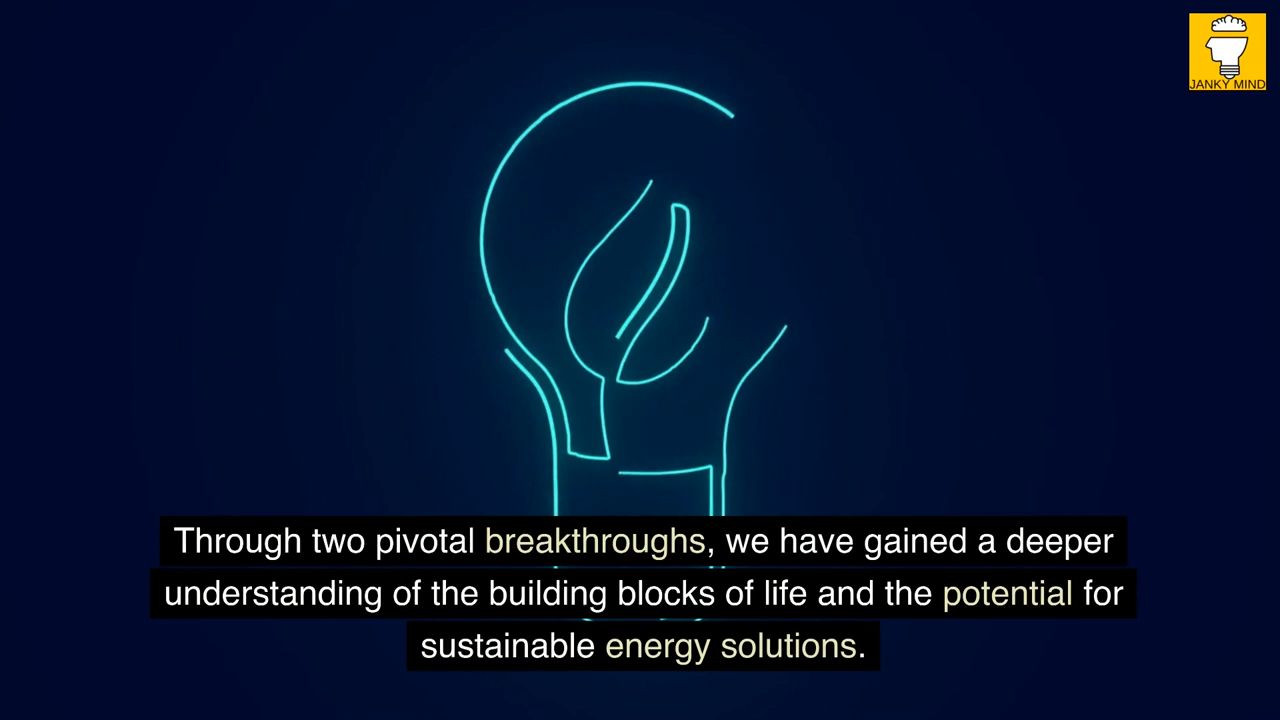 JANKY MIND
Through two pivotal breakthroughs, we have gained a deeper
understanding of the building blocks of life and the potential for
sustainable energy solutions.